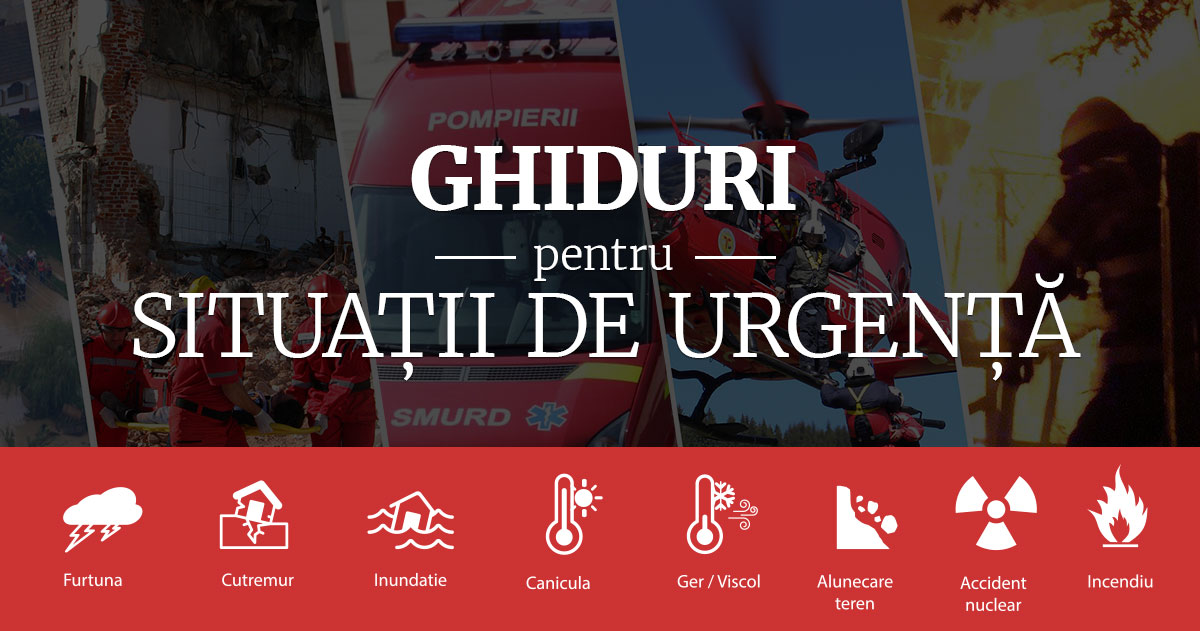 POMPIERII
GHIDURI
pentru
SITUAȚII DE URGENȚĂ
SMURD
Furtuna
Cutremur
Inundatie
Canicula
Ger / Viscol
Alunecare
teren
Accident
nuclear
Incendiu